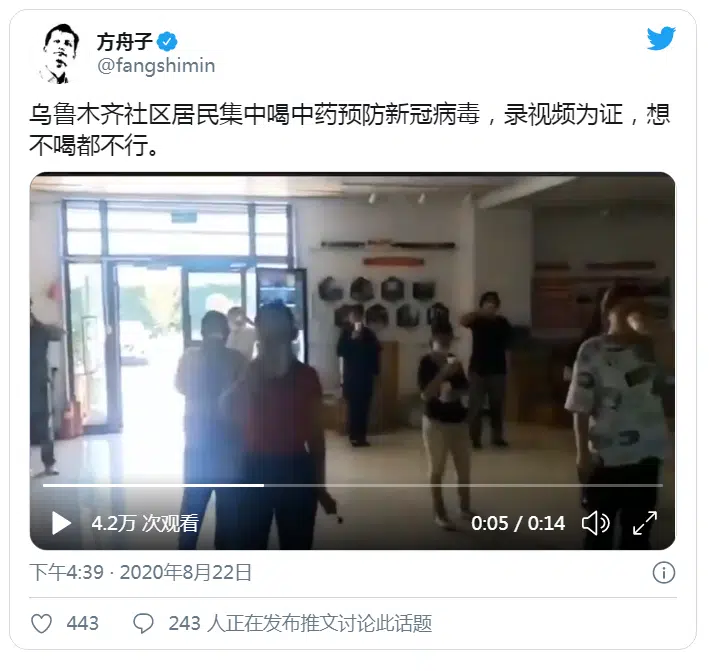 方舟子
@fangshimin
乌鲁木齐社区居民集中喝中药预防新冠病毒，录视频为证，想
不喝都不行。
4.2万 次观看
0:05 / 0:14
下午4:39 · 2020年8月22日
443
243 人正在发布推文讨论此话题